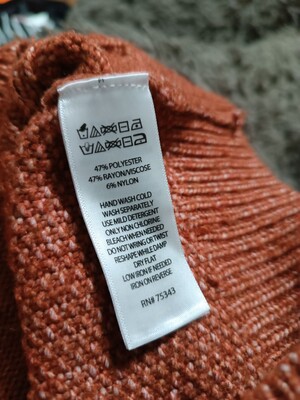 47% POLYESTER
47% RAYON/VISCOSE
6% NYLON
HAND WASH COLD
WASH SEPARATELY
USE MILD DETERGENT
ONLY NON CHLORINE
BLEACH WHEN NEEDED
DO NOT WRING OR TWIST
RESHAPE WHILE DAMP
DRY FLAT
LOW IRON IF NEEDED
IRON ON REVERSE
RN# 75343